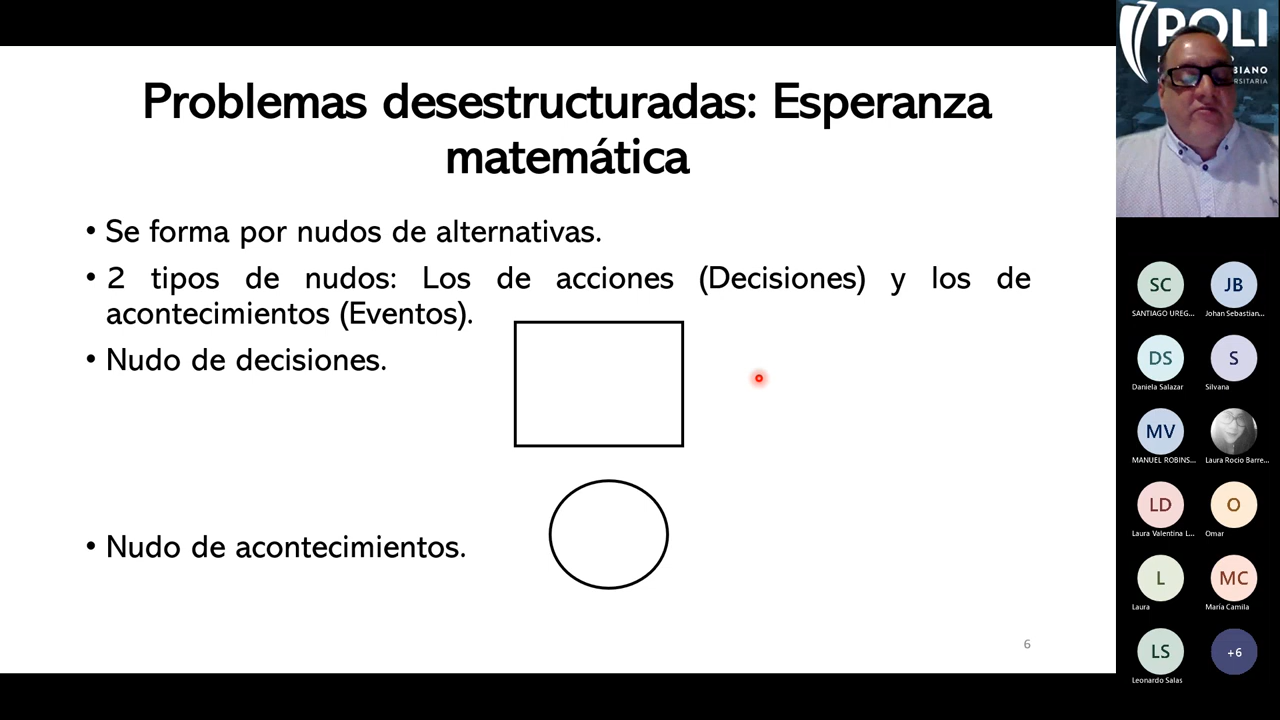 Problemas desestructuradas: Esperanza
matemática
• Se forma por nudos de alternativas.
• 2 tipos de nudos: Los de acciones (Decisiones) y los de
acontecimientos (Eventos).
• Nudo de decisiones.
• Nudo de acontecimientos.
6
POLI
BIANO
ERSITARIA
SC
JB
SANTIAGO UREG...
Johan Sebastian...
DS
S
Daniela Salazar
Silvana
MV
MANUEL ROBINS...
Laura Rocio Barre...
LD
O
Laura Valentina L...
Omar
L
MC
Laura
María Camila
LS
+6
Leonardo Salas